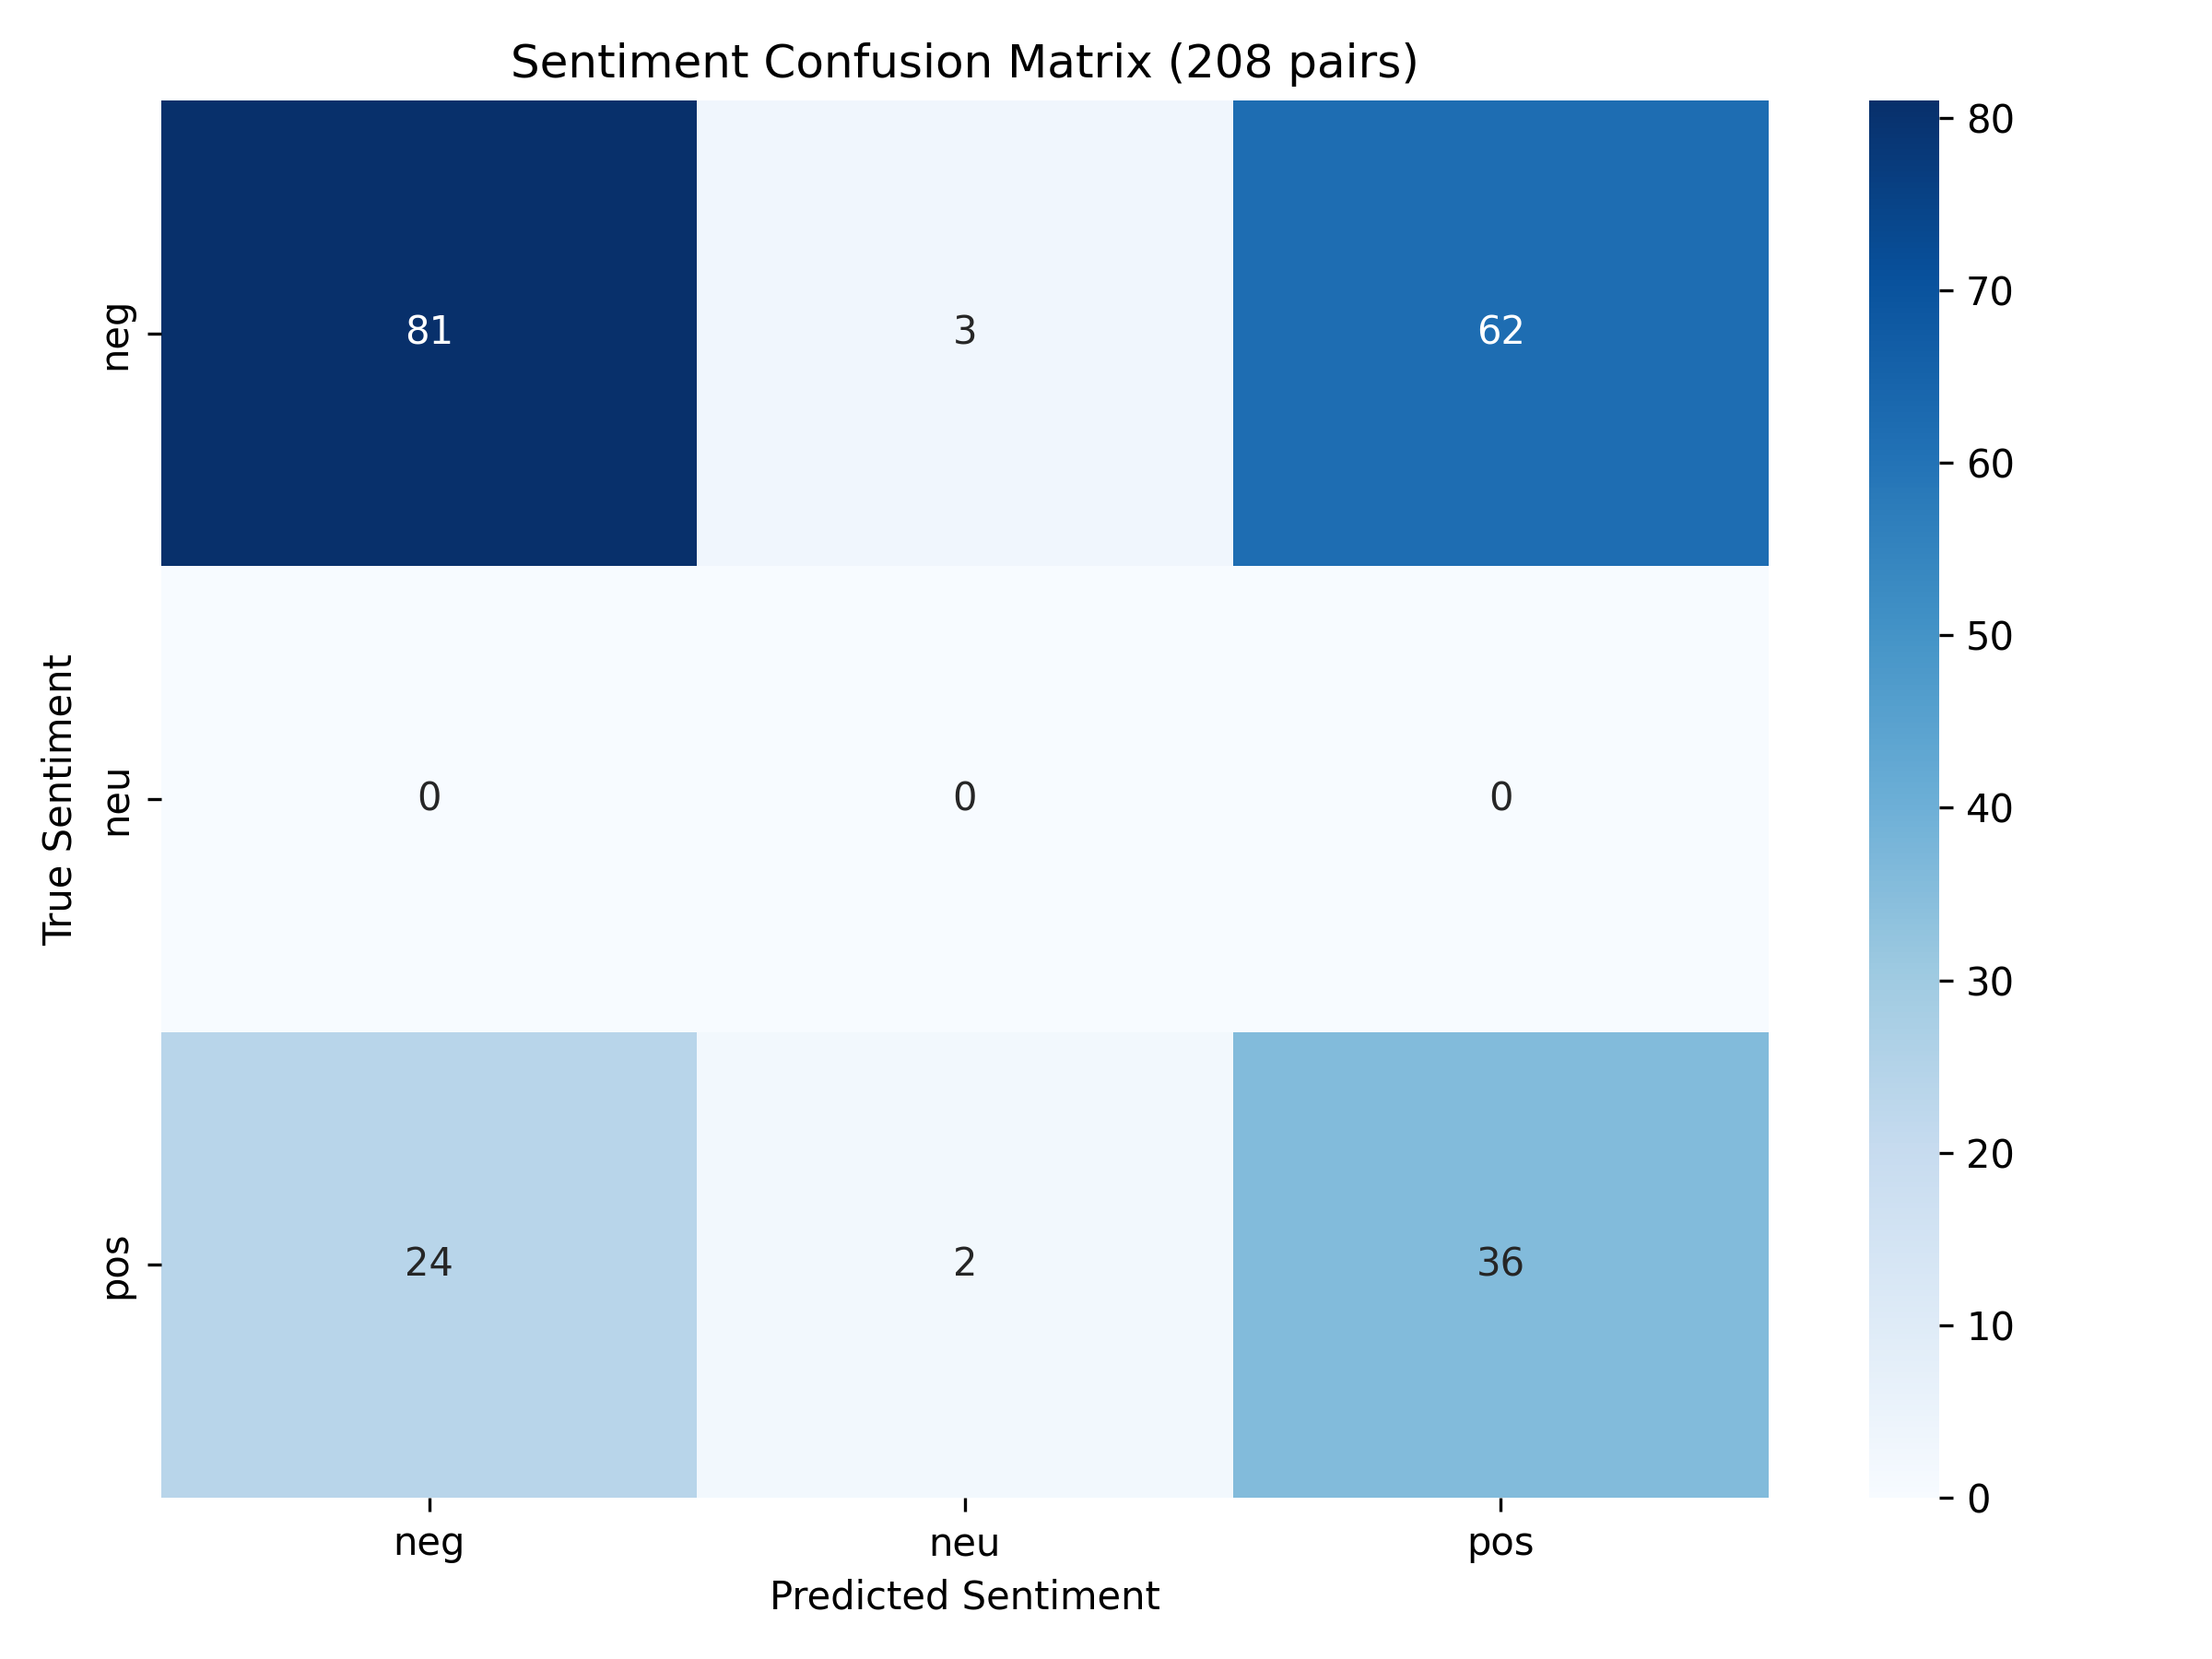 Sentiment Confusion Matrix (208 pairs)
True Sentiment
neg
81
3
62
neu
0
0
0
pos
24
2
36
neg
neu
pos
Predicted Sentiment
80
70
60
50
40
30
20
10
0